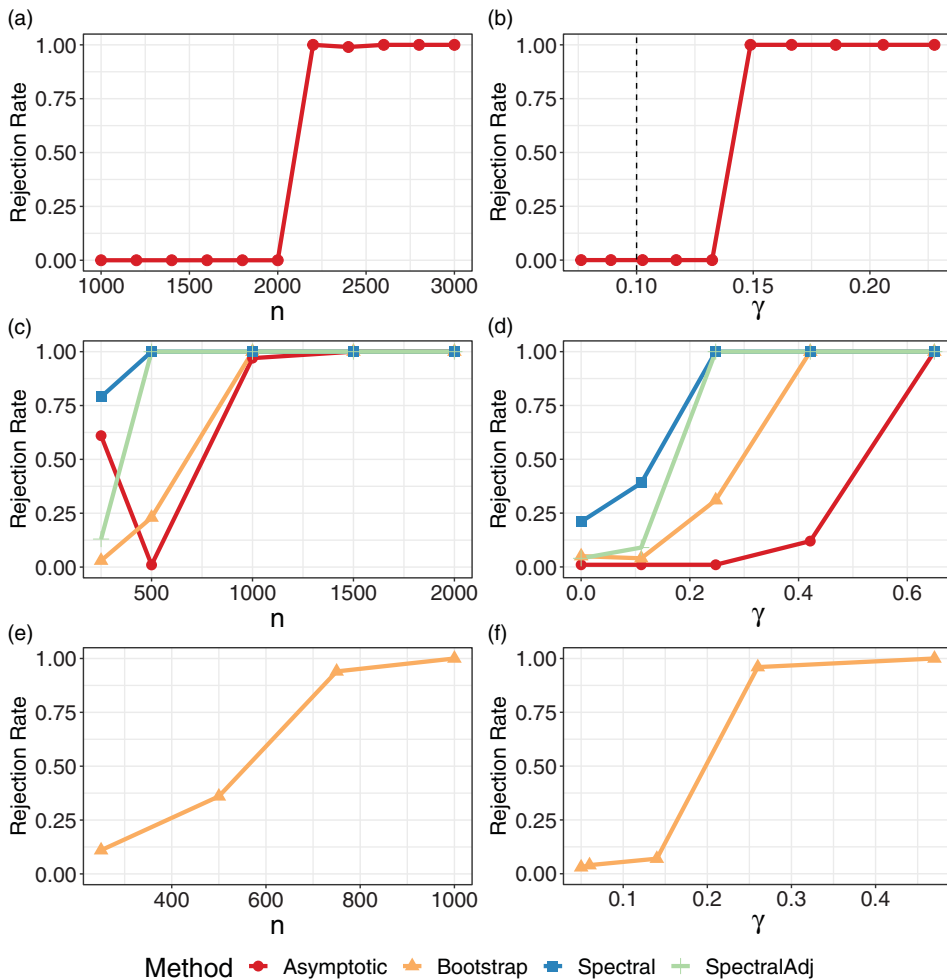 (a)
Rejection Rate
1.00
0.75
0.50
0.25
0.00
1000 1500 2000 2500 3000
n
(b)
Rejection Rate
1.00
0.75
0.50
0.25
0.00
0.10 0.15 0.20
γ
(c)
Rejection Rate
1.00
0.75
0.50
0.25
0.00
500 1000 1500 2000
n
(d)
Rejection Rate
1.00
0.75
0.50
0.25
0.00
0.0 0.2 0.4 0.6
γ
(e)
Rejection Rate
1.00
0.75
0.50
0.25
0.00
400 600 800 1000
n
(f)
Rejection Rate
1.00
0.75
0.50
0.25
0.00
0.1 0.2 0.3 0.4
γ
Method Asymptotic Bootstrap Spectral SpectralAdj